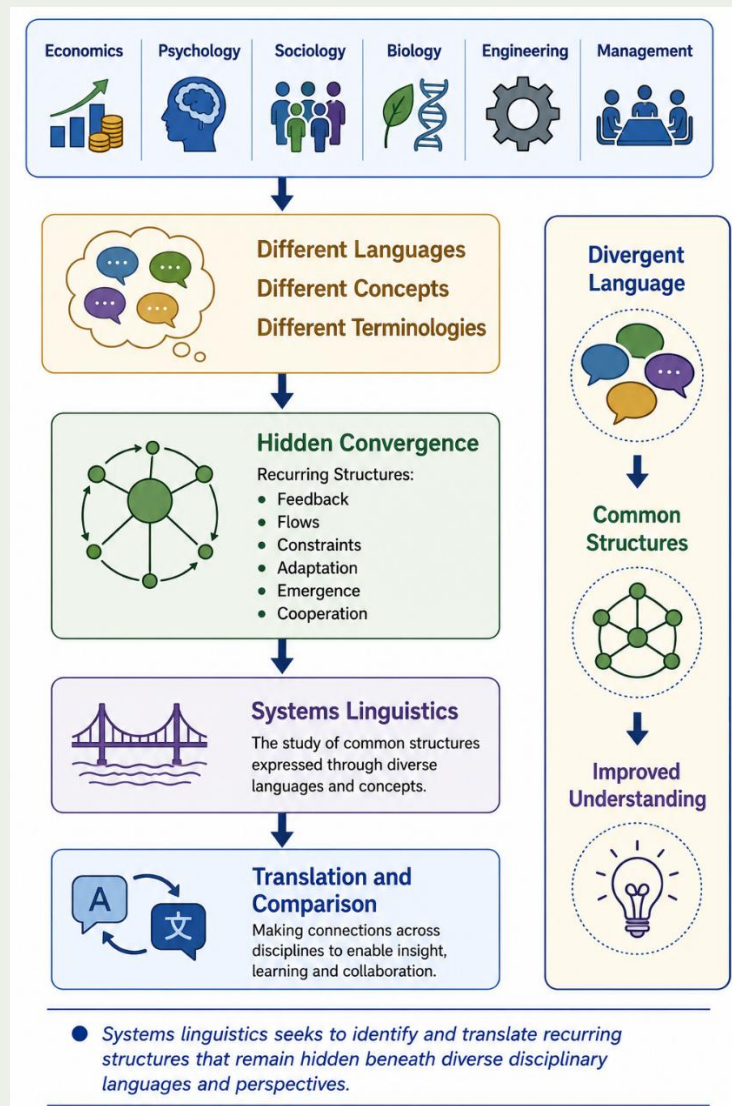 Economics
Psychology
Sociology
Biology
Engineering
Management
Different Languages
Different Concepts
Different Terminologies
Hidden Convergence
Recurring Structures:
• Feedback
• Flows
• Constraints
• Adaptation
• Emergence
• Cooperation
Systems Linguistics
The study of common structures
expressed through diverse
languages and concepts.
A
文
Translation and
Comparison
Making connections across
disciplines to enable insight,
learning and collaboration.
Divergent
Language
Common
Structures
Improved
Understanding
• Systems linguistics seeks to identify and translate recurring
structures that remain hidden beneath diverse disciplinary
languages and perspectives.